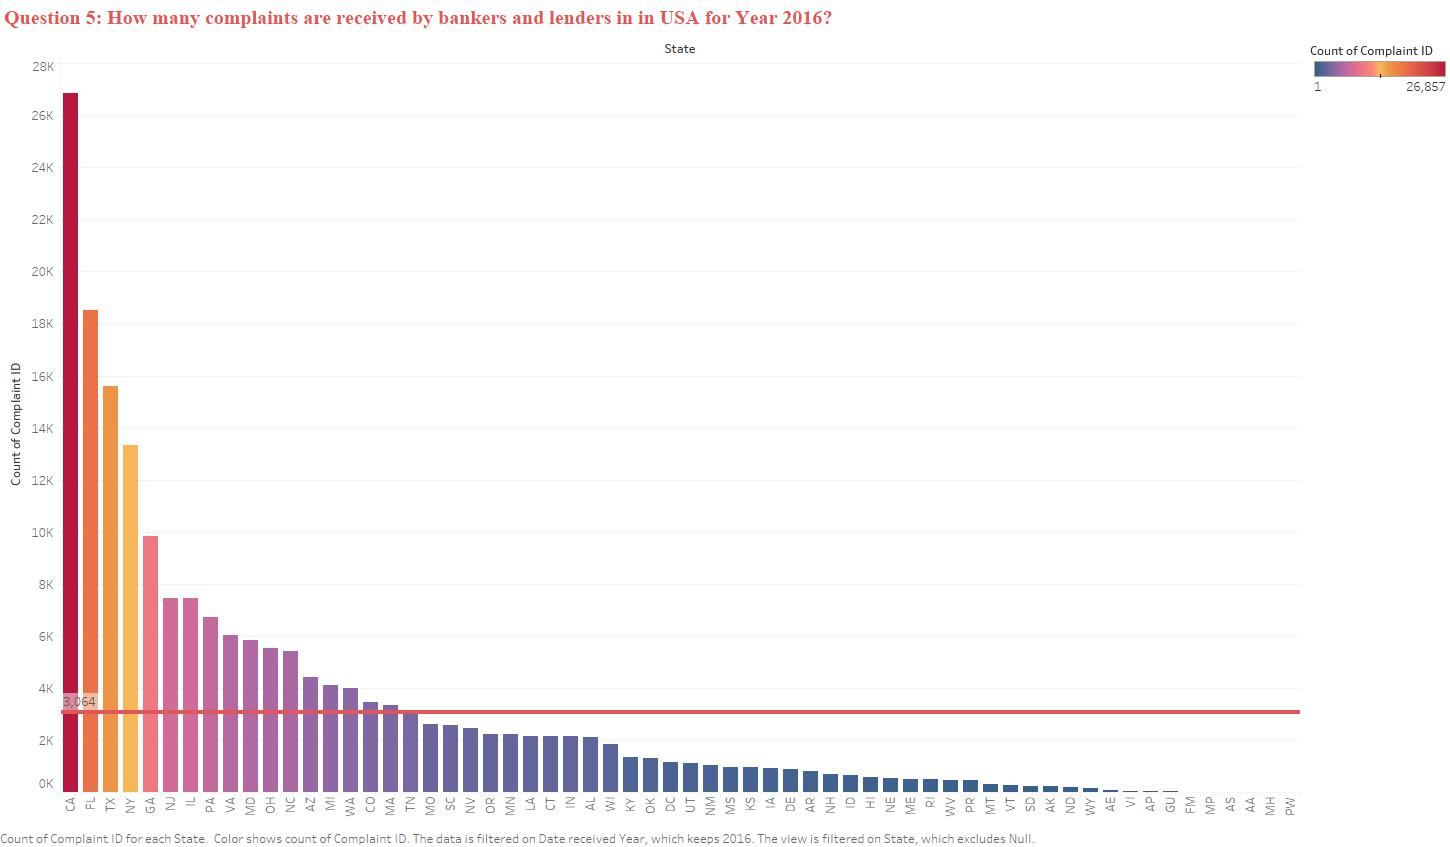 Question 5: How many complaints are received by bankers and lenders in in USA for Year 2016?
State
Count of Complaint ID
1 26,857
Count of Complaint ID
28K
26K
24K
22K
20K
18K
16K
14K
12K
10K
8K
6K
4K
2K
0K
3,064
CA FL TX NY GA NJ IL PA VA MD OH NC AZ MI WA CO MA TN MO SC NV OR MN LA CT IN AL WI KY OK DC UT NM MS KS IA DE AR NH ID HI NE ME RI WV PR MT VT SD AK ND WY AE VI AP GU FM MP AS AA MH PW
Count of Complaint ID for each State.  Color shows count of Complaint ID. The data is filtered on Date received Year, which keeps 2016. The view is filtered on State, which excludes Null.